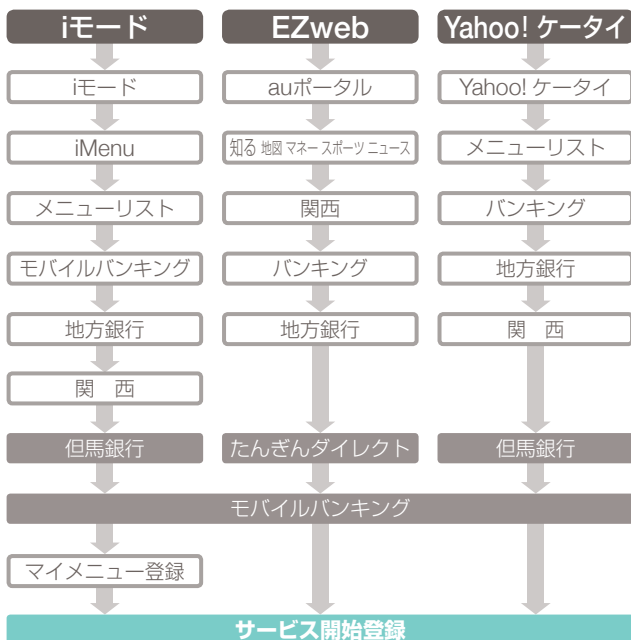 iモード
EZweb
Yahoo! ケータイ
iモード
auポータル
Yahoo! ケータイ
iMenu
知る 地図 マネー スポーツ ニュース
メニューリスト
メニューリスト
関西
バンキング
モバイルバンキング
バンキング
地方銀行
地方銀行
地方銀行
関　西
関　西
但馬銀行
たんぎんダイレクト
但馬銀行
モバイルバンキング
マイメニュー登録
サービス開始登録